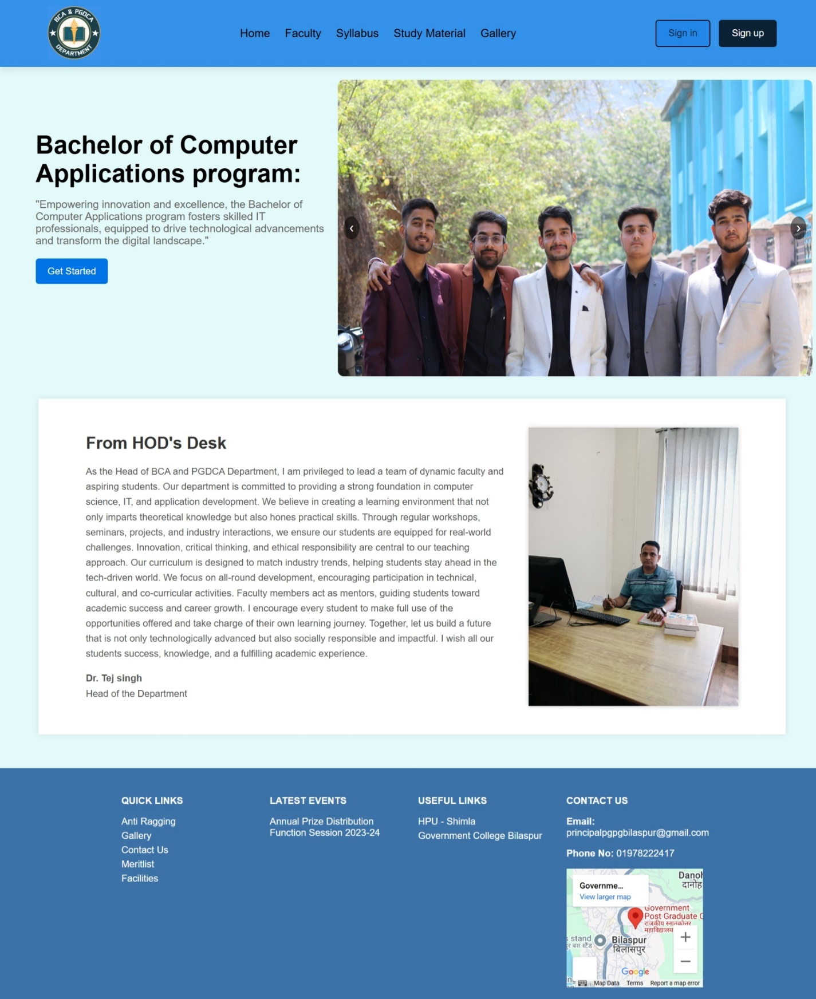 BCA & PGDCA
DEPARTMENT
Home Faculty Syllabus Study Material Gallery
Sign in Sign up
Bachelor of Computer
Applications program:
"Empowering innovation and excellence, the Bachelor of
Computer Applications program fosters skilled IT
professionals, equipped to drive technological advancements
and transform the digital landscape."
Get Started
From HOD's Desk
As the Head of BCA and PGDCA Department, I am privileged to lead a team of dynamic faculty and
aspiring students. Our department is committed to providing a strong foundation in computer
science, IT, and application development. We believe in creating a learning environment that not
only imparts theoretical knowledge but also hones practical skills. Through regular workshops,
seminars, projects, and industry interactions, we ensure our students are equipped for real-world
challenges. Innovation, critical thinking, and ethical responsibility are central to our teaching
approach. Our curriculum is designed to match industry trends, helping students stay ahead in the
tech-driven world. We focus on all-round development, encouraging participation in technical,
cultural, and co-curricular activities. Faculty members act as mentors, guiding students toward
academic success and career growth. I encourage every student to make full use of the
opportunities offered and take charge of their own learning journey. Together, let us build a future
that is not only technologically advanced but also socially responsible and impactful. I wish all our
students success, knowledge, and a fulfilling academic experience.
Dr. Tej singh
Head of the Department
QUICK LINKS
Anti Ragging
Gallery
Contact Us
Meritlist
Facilities
LATEST EVENTS
Annual Prize Distribution
Function Session 2023-24
USEFUL LINKS
HPU - Shimla
Government College Bilaspur
CONTACT US
Email:
principalpgpgbilaspur@gmail.com
Phone No: 01978222417
Governme...
View larger map
Danoh
दानोह
Government
Post Graduate C
राजकीय स्नातकोत्तर
महाविद्यालय
stand
बस स्टैंड
Bilaspur
बिलासपुर
Google
Map Data Terms Report a map error